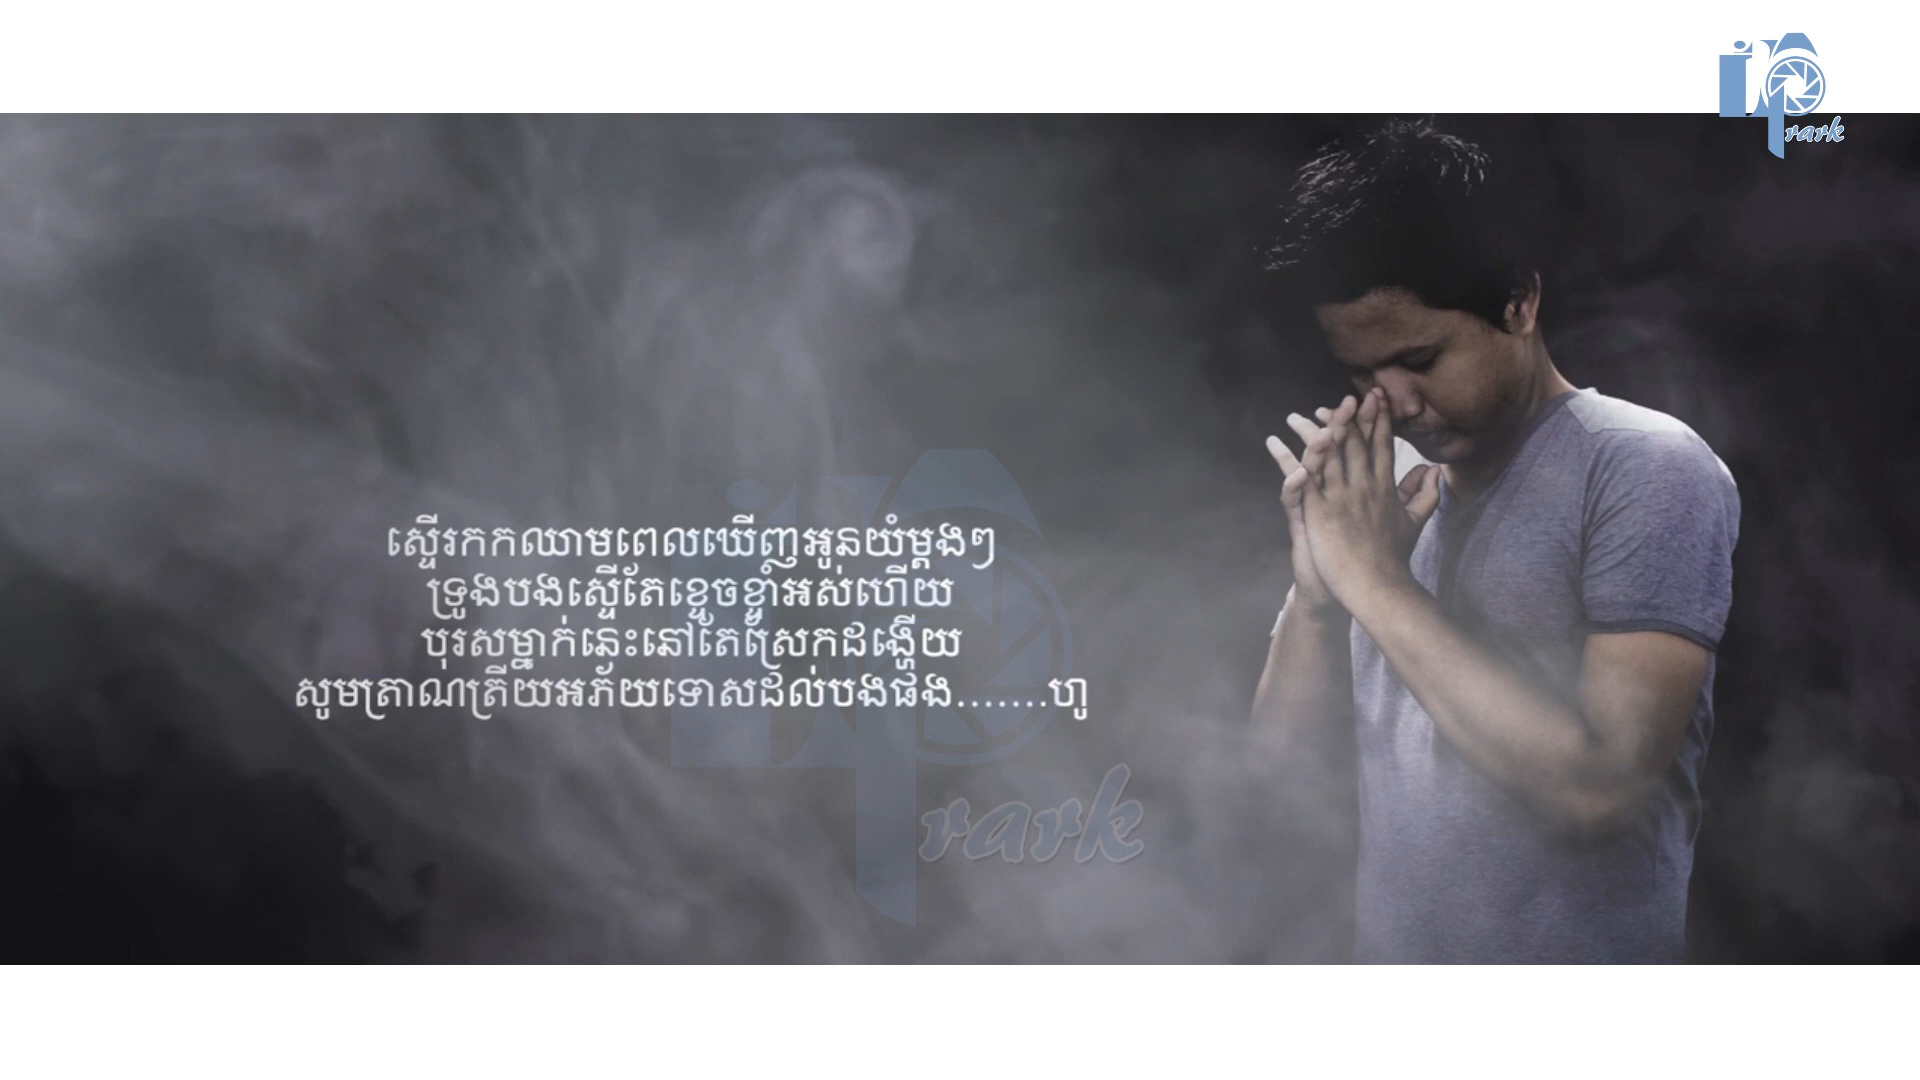 rark
ស្ទើរកកឈាមពេលឃើញអូនយំម្ដងៗ
ទ្រូងបងស្ទើតែខ្ទេចខ្ទាំអស់ហើយ
បុរសម្នាក់នេះនៅតែស្រែកដង្ហើយ
សូមត្រាណត្រីយអភ័យទោសដល់បងផង.......ហូ
rark